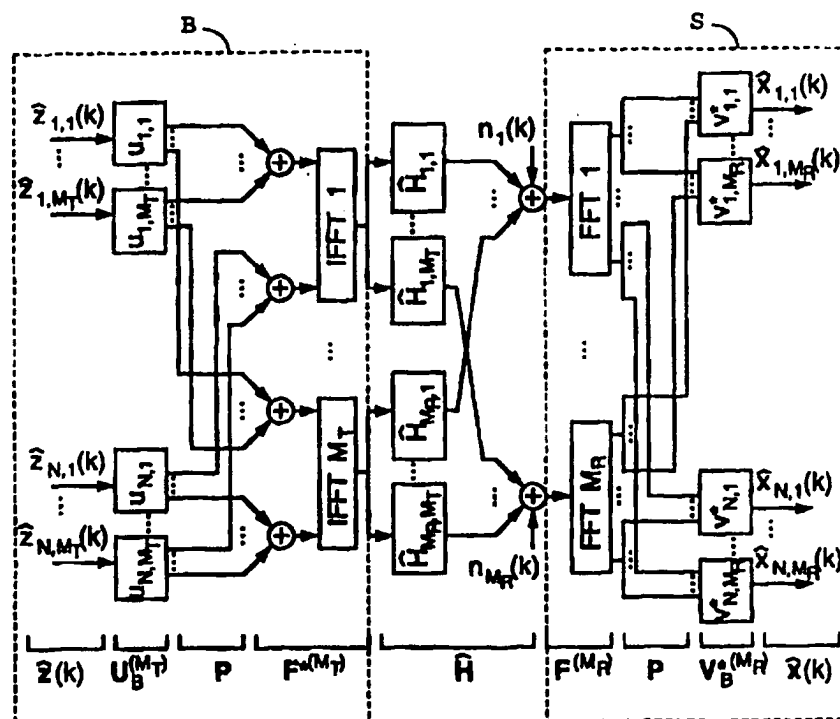 B
S
ẑ1,1(k)
u1,1
ẑ1,MT(k)
u1,MT
IFFT 1
Ĥ1,1
Ĥ1,MT
n1(k)
FFT 1
v*1,1
x̂1,1(k)
v*1,MR
x̂1,MR(k)
ẑN,1(k)
uN,1
ẑN,MT(k)
uN,MT
IFFT MT
ĤMR,1
ĤMR,MT
nMR(k)
FFT MR
v*N,1
x̂N,1(k)
v*N,MR
x̂N,MR(k)
ẑ(k) UB(MT) P F*(MT) Ĥ F(MR) P VB*(MR) x̂(k)